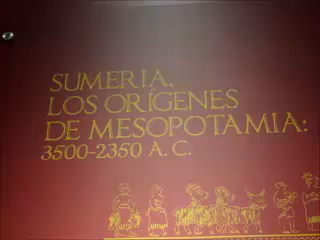 SUMERIA,
LOS ORÍGENES
DE MESOPOTAMIA:
3500-2350 A. C.